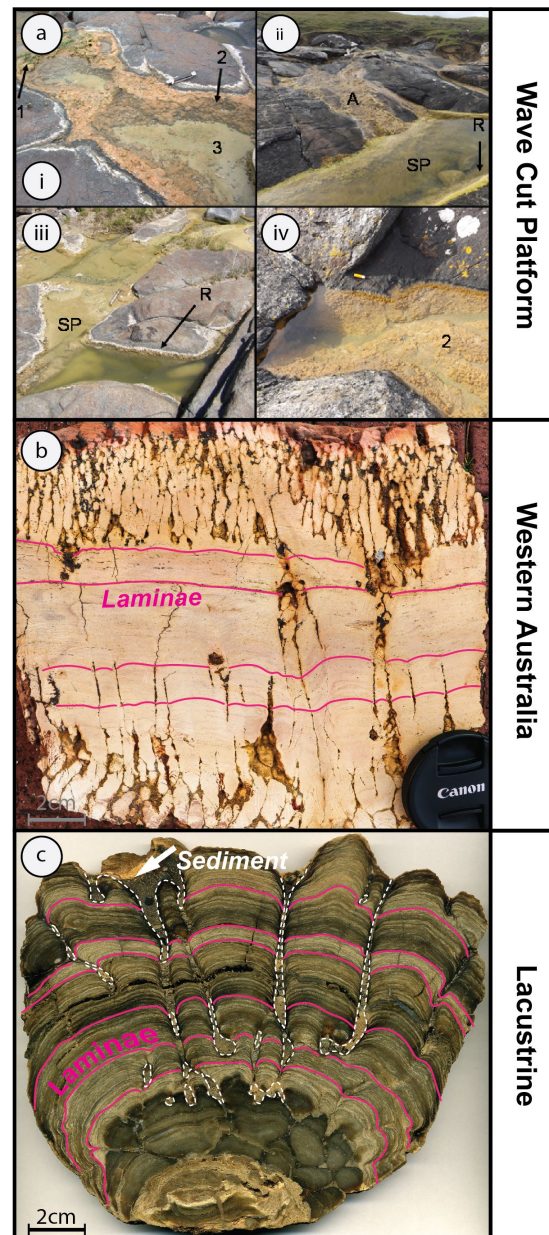 a
i
1
2
3
ii
A
R
SP
iii
SP
R
iv
2
Wave Cut Platform
b
Laminae
2cm
Canon
Western Australia
c
Sediment
Laminae
2cm
Lacustrine